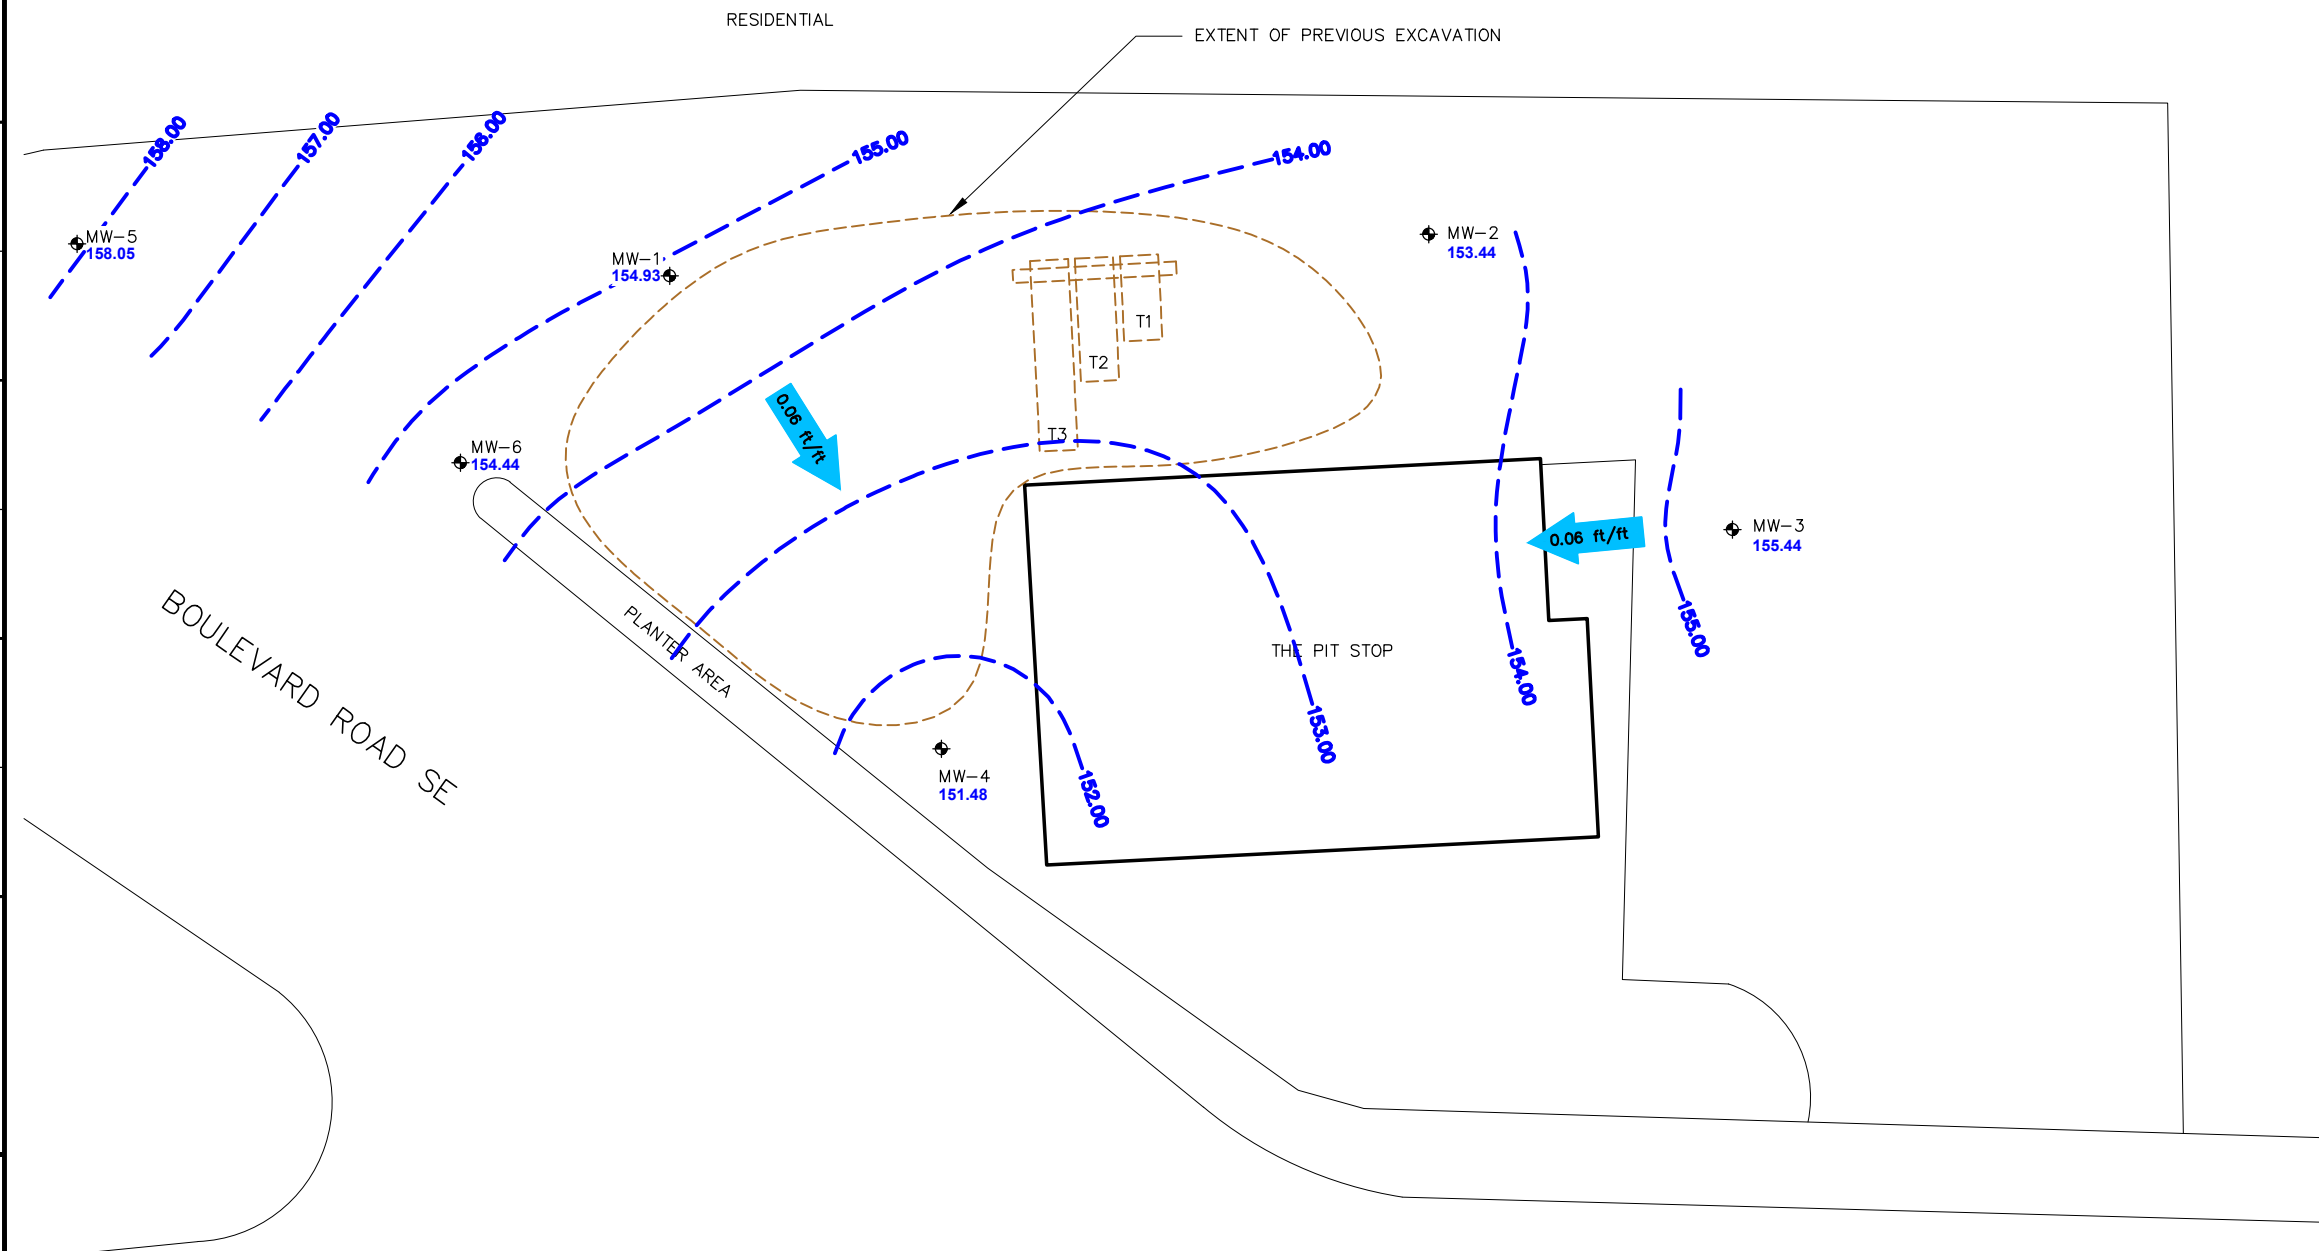 RESIDENTIAL
EXTENT OF PREVIOUS EXCAVATION
158.00
157.00
156.00
155.00
154.00
MW-5
158.05
MW-1
154.93
MW-2
153.44
T1
T2
T3
0.06 ft/ft
MW-6
154.44
MW-3
155.44
0.06 ft/ft
155.00
BOULEVARD ROAD SE
PLANTER AREA
THE PIT STOP
154.00
153.00
MW-4
151.48
152.00